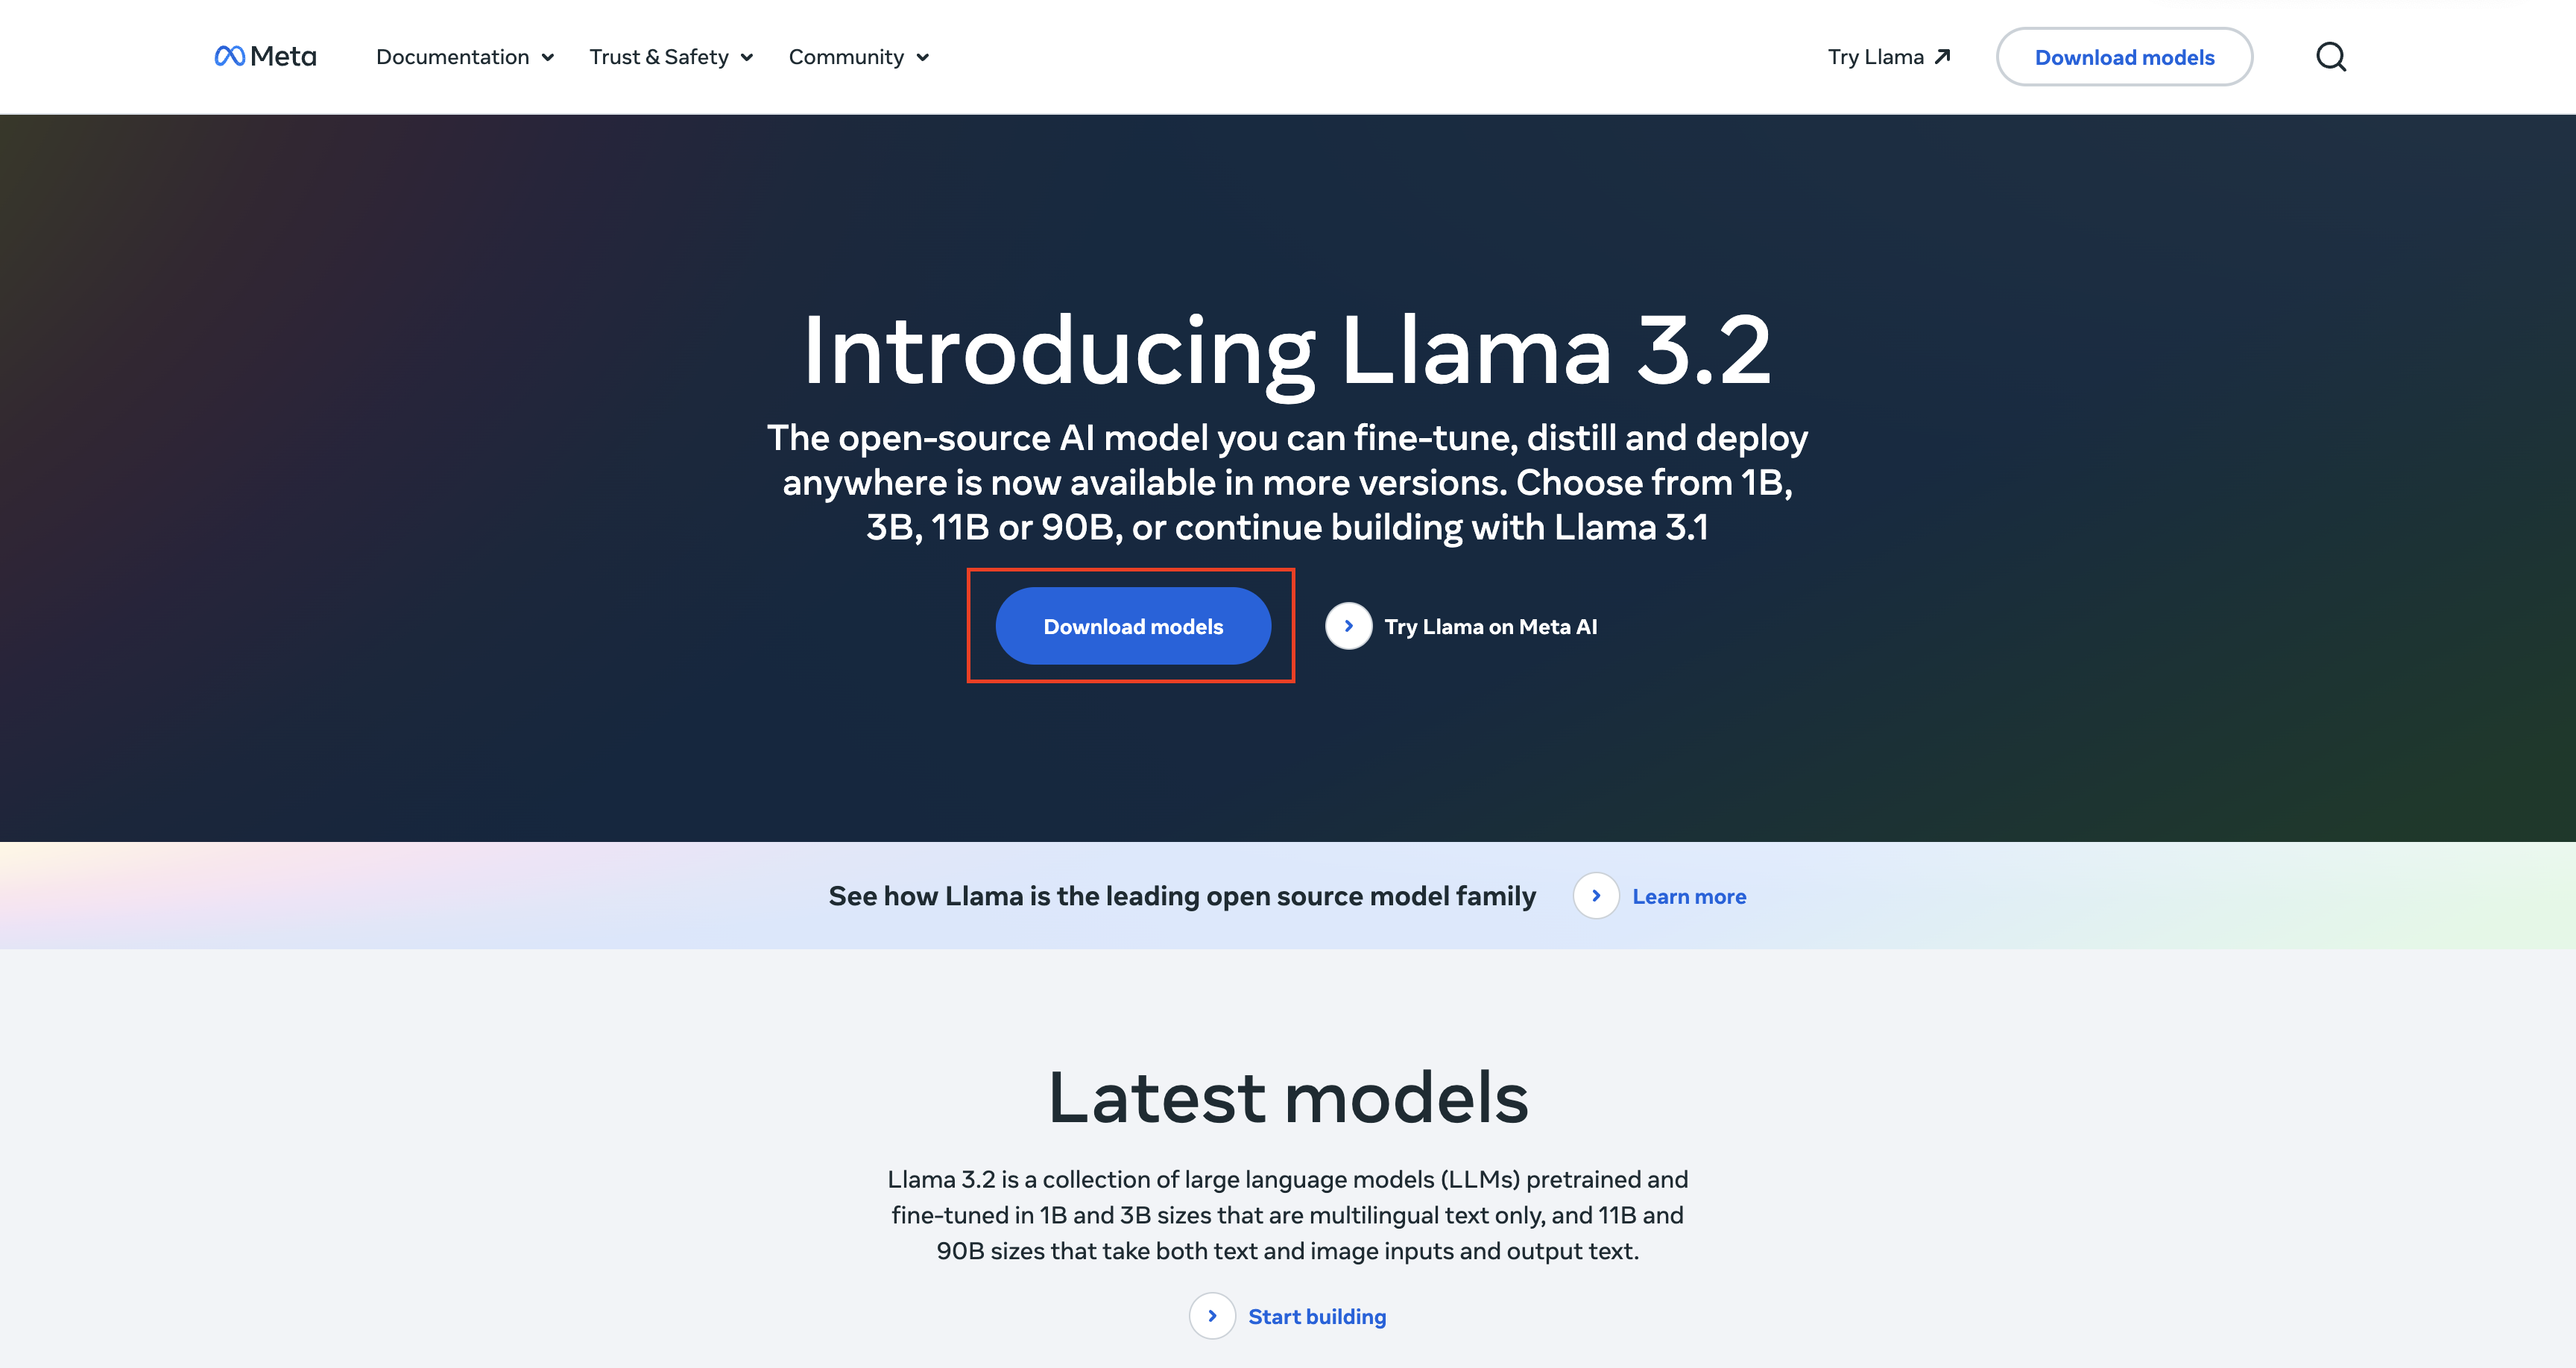 Meta Documentation Trust & Safety Community Try Llama Download models
Introducing Llama 3.2
The open-source AI model you can fine-tune, distill and deploy
anywhere is now available in more versions. Choose from 1B,
3B, 11B or 90B, or continue building with Llama 3.1
Download models Try Llama on Meta AI
See how Llama is the leading open source model family Learn more
Latest models
Llama 3.2 is a collection of large language models (LLMs) pretrained and
fine-tuned in 1B and 3B sizes that are multilingual text only, and 11B and
90B sizes that take both text and image inputs and output text.
Start building